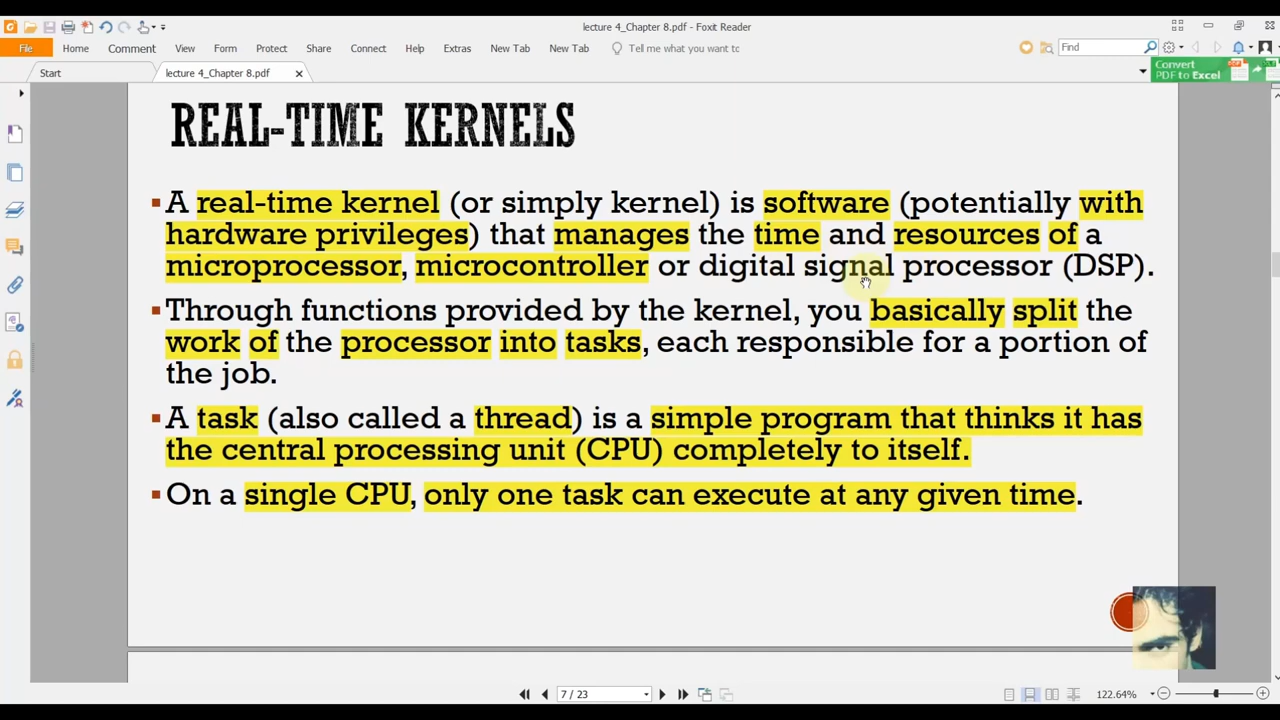 lecture 4_Chapter 8.pdf - Foxit Reader
File Home Comment View Form Protect Share Connect Help Extras New Tab New Tab Tell me what you want to Find
Start lecture 4_Chapter 8.pdf
Convert
PDF to Excel
REAL-TIME KERNELS
▪ A real-time kernel (or simply kernel) is software (potentially with
hardware privileges) that manages the time and resources of a
microprocessor, microcontroller or digital signal processor (DSP).
▪ Through functions provided by the kernel, you basically split the
work of the processor into tasks, each responsible for a portion of
the job.
▪ A task (also called a thread) is a simple program that thinks it has
the central processing unit (CPU) completely to itself.
▪ On a single CPU, only one task can execute at any given time.
7 / 23 122.64%